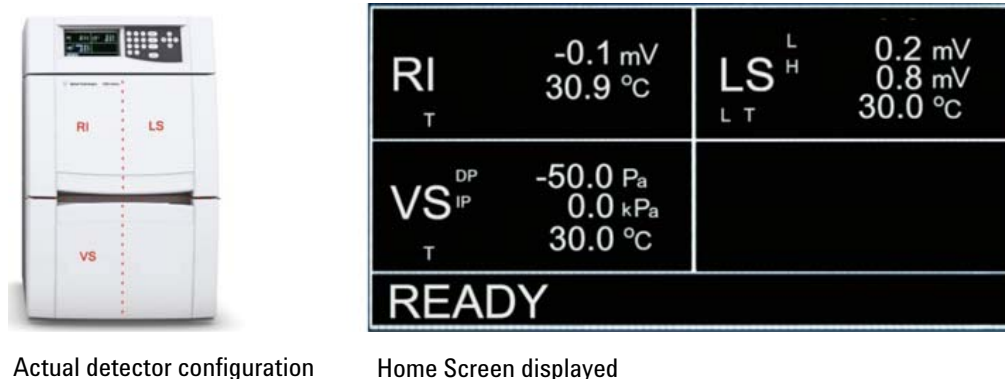 RI
LS
VS
RI
-0.1 mV
30.9 °C
T
LS
L
H
0.2 mV
0.8 mV
30.0 °C
L T
VS
DP
IP
-50.0 Pa
0.0 kPa
30.0 °C
T
READY
Actual detector configuration
Home Screen displayed